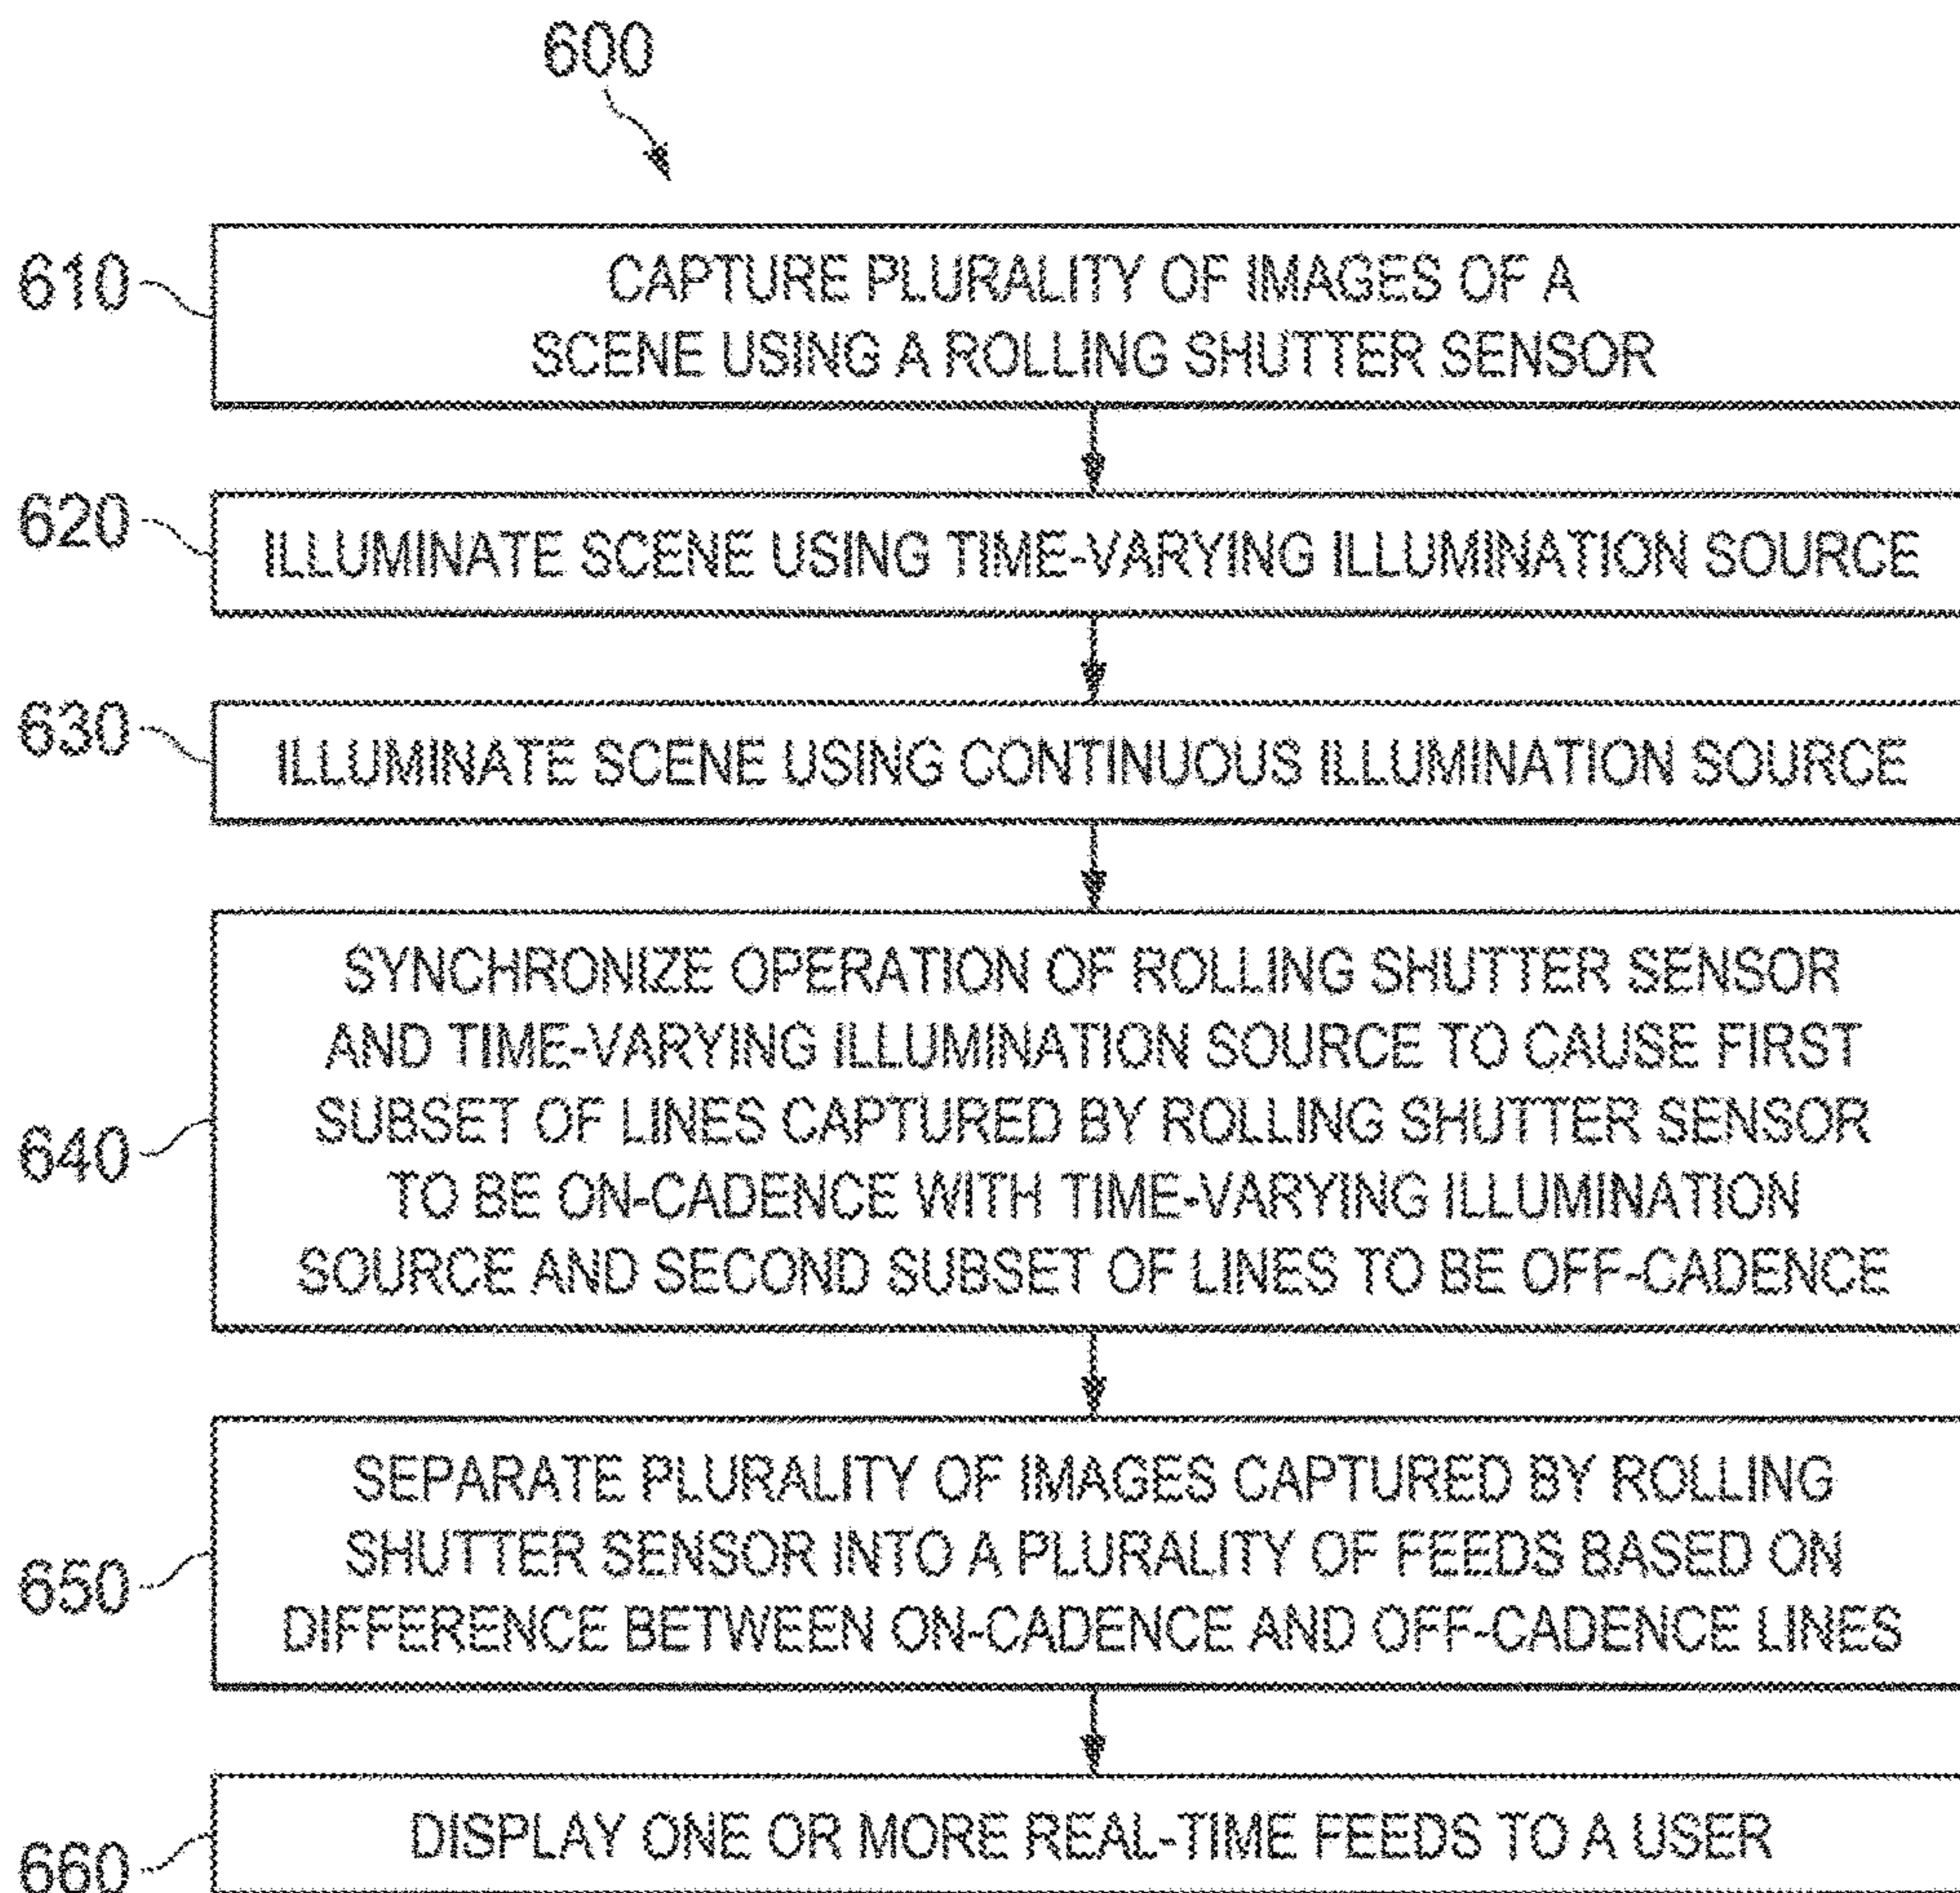 600
610
CAPTURE PLURALITY OF IMAGES OF A
SCENE USING A ROLLING SHUTTER SENSOR
620
ILLUMINATE SCENE USING TIME-VARYING ILLUMINATION SOURCE
630
ILLUMINATE SCENE USING CONTINUOUS ILLUMINATION SOURCE
640
SYNCHRONIZE OPERATION OF ROLLING SHUTTER SENSOR
AND TIME-VARYING ILLUMINATION SOURCE TO CAUSE FIRST
SUBSET OF LINES CAPTURED BY ROLLING SHUTTER SENSOR
TO BE ON-CADENCE WITH TIME-VARYING ILLUMINATION
SOURCE AND SECOND SUBSET OF LINES TO BE OFF-CADENCE
650
SEPARATE PLURALITY OF IMAGES CAPTURED BY ROLLING
SHUTTER SENSOR INTO A PLURALITY OF FEEDS BASED ON
DIFFERENCE BETWEEN ON-CADENCE AND OFF-CADENCE LINES
660
DISPLAY ONE OR MORE REAL-TIME FEEDS TO A USER